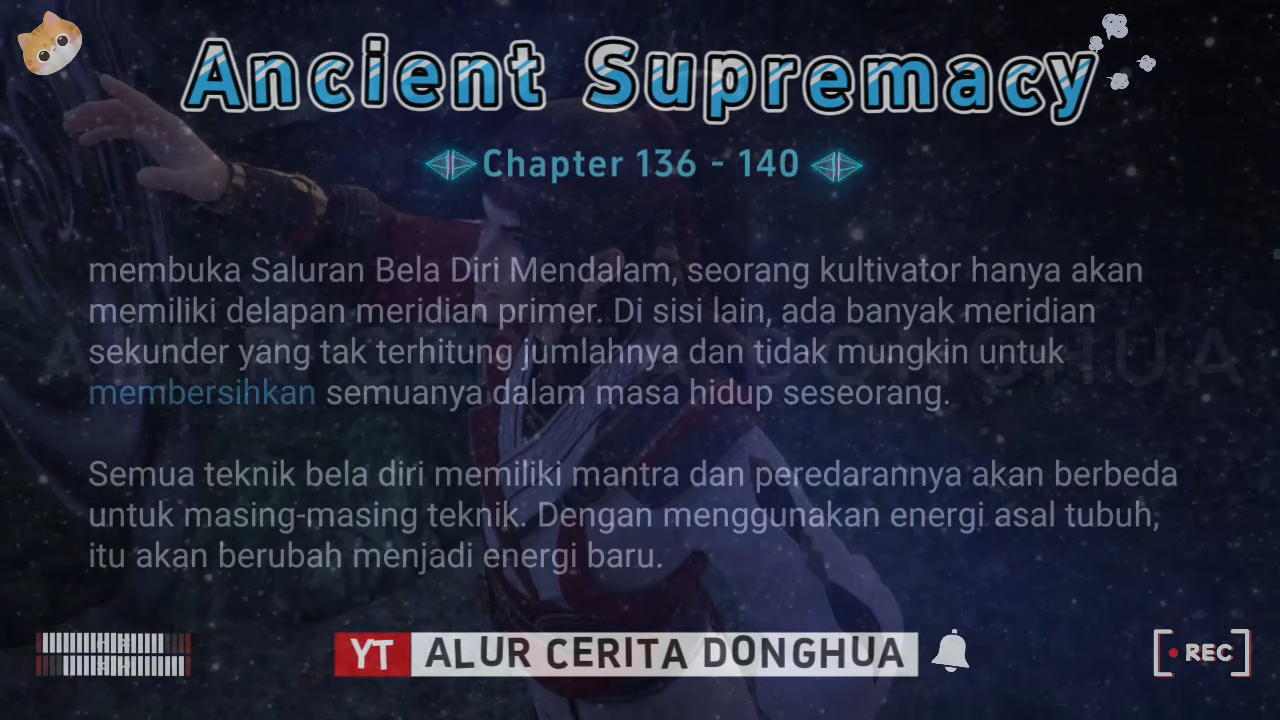 Ancient Supremacy
Chapter 136 - 140
membuka Saluran Bela Diri Mendalam, seorang kultivator hanya akan
memiliki delapan meridian primer. Di sisi lain, ada banyak meridian
sekunder yang tak terhitung jumlahnya dan tidak mungkin untuk
membersihkan semuanya dalam masa hidup seseorang.
Semua teknik bela diri memiliki mantra dan peredarannya akan berbeda
untuk masing-masing teknik. Dengan menggunakan energi asal tubuh,
itu akan berubah menjadi energi baru.
YT ALUR CERITA DONGHUA
REC